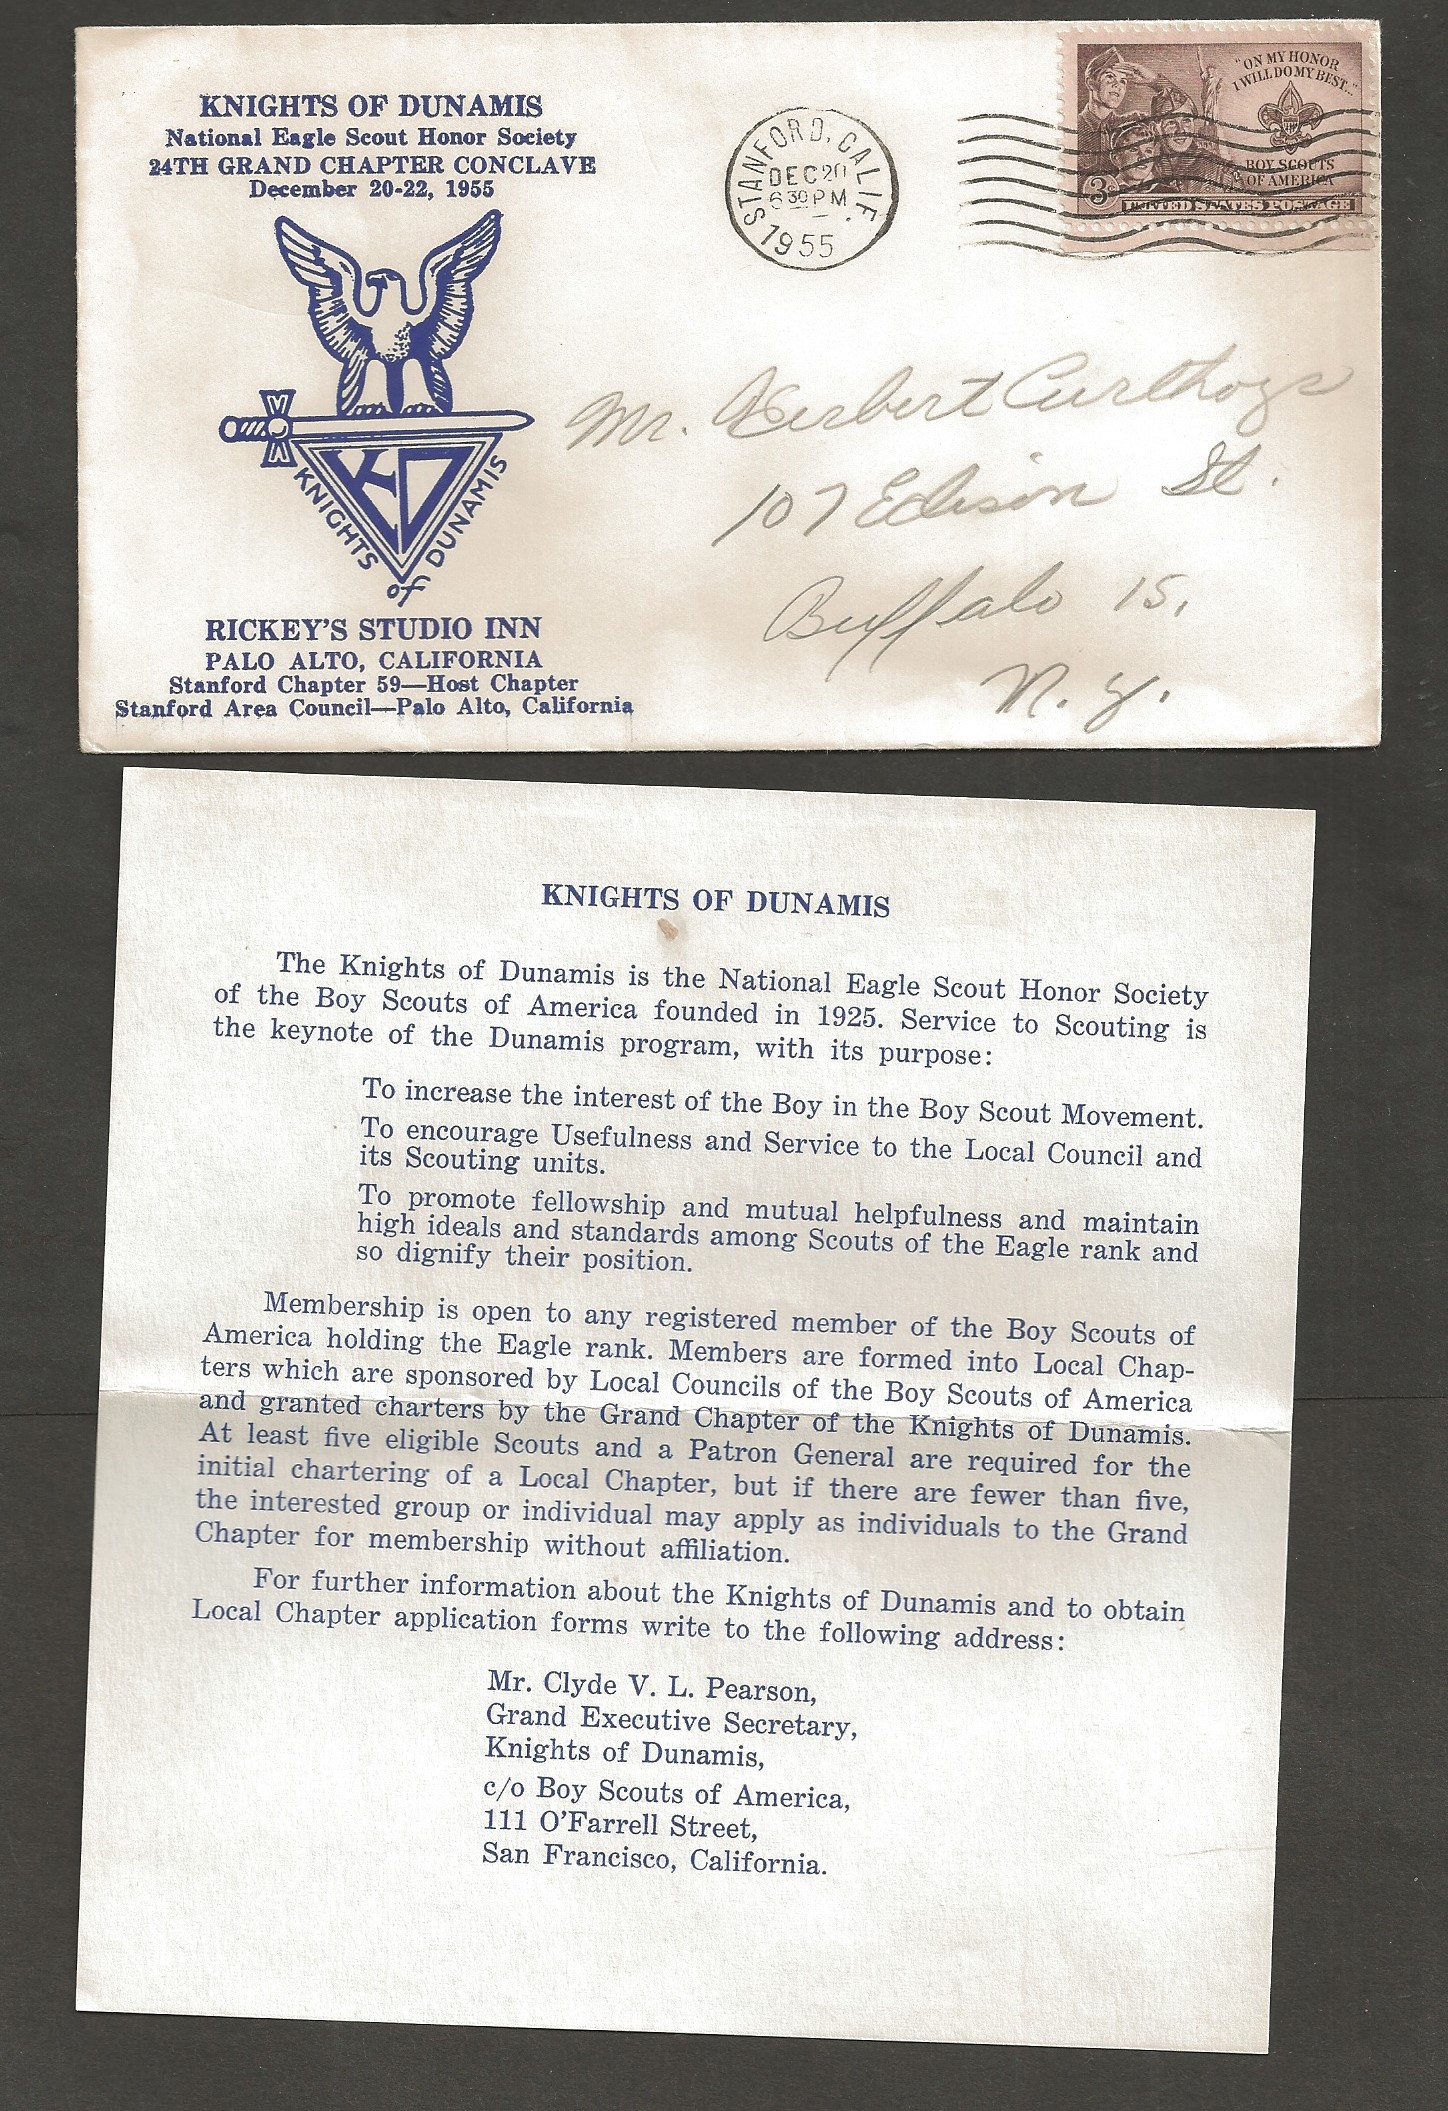 KNIGHTS OF DUNAMIS
National Eagle Scout Honor Society
24TH GRAND CHAPTER CONCLAVE
December 20-22, 1955
KD
KNIGHTS
of
DUNAMIS
RICKEY'S STUDIO INN
PALO ALTO, CALIFORNIA
Stanford Chapter 59—Host Chapter
Stanford Area Council—Palo Alto, California
STANFORD, CALIF.
DEC 20
6 30 PM
1955
"ON MY HONOR
I WILL DO MY BEST..."
BOY SCOUTS
OF AMERICA
3¢
UNITED STATES POSTAGE
Mr. Herbert
107 Edison St.
Buffalo 15,
N. Y.
KNIGHTS OF DUNAMIS
The Knights of Dunamis is the National Eagle Scout Honor Society
of the Boy Scouts of America founded in 1925. Service to Scouting is
the keynote of the Dunamis program, with its purpose:
To increase the interest of the Boy in the Boy Scout Movement.
To encourage Usefulness and Service to the Local Council and
its Scouting units.
To promote fellowship and mutual helpfulness and maintain
high ideals and standards among Scouts of the Eagle rank and
so dignify their position.
Membership is open to any registered member of the Boy Scouts of
America holding the Eagle rank. Members are formed into Local Chap-
ters which are sponsored by Local Councils of the Boy Scouts of America
and granted charters by the Grand Chapter of the Knights of Dunamis.
At least five eligible Scouts and a Patron General are required for the
initial chartering of a Local Chapter, but if there are fewer than five,
the interested group or individual may apply as individuals to the Grand
Chapter for membership without affiliation.
For further information about the Knights of Dunamis and to obtain
Local Chapter application forms write to the following address:
Mr. Clyde V. L. Pearson,
Grand Executive Secretary,
Knights of Dunamis,
c/o Boy Scouts of America,
111 O'Farrell Street,
San Francisco, California.